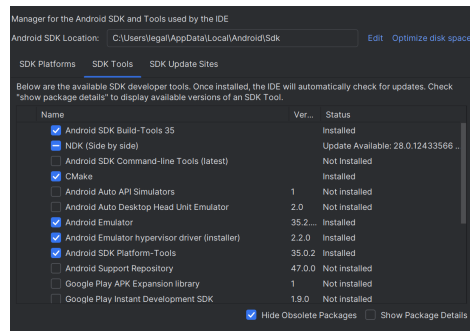 Manager for the Android SDK and Tools used by the IDE
Android SDK Location: C:\Users\legal\AppData\Local\Android\Sdk Edit Optimize disk space
SDK Platforms SDK Tools SDK Update Sites
Below are the available SDK developer tools. Once installed, the IDE will automatically check for updates. Check
"show package details" to display available versions of an SDK Tool.
Name Ver... Status
Android SDK Build-Tools 35 Installed
NDK (Side by side) Update Available: 28.0.12433566 ..
Android SDK Command-line Tools (latest) Not Installed
CMake Installed
Android Auto API Simulators 1 Not installed
Android Auto Desktop Head Unit Emulator 2.0 Not installed
Android Emulator 35.2.... Installed
Android Emulator hypervisor driver (installer) 2.2.0 Installed
Android SDK Platform-Tools 35.0.2 Installed
Android Support Repository 47.0.0 Not installed
Google Play APK Expansion library 1 Not installed
Google Play Instant Development SDK 1.9.0 Not installed
Hide Obsolete Packages Show Package Details